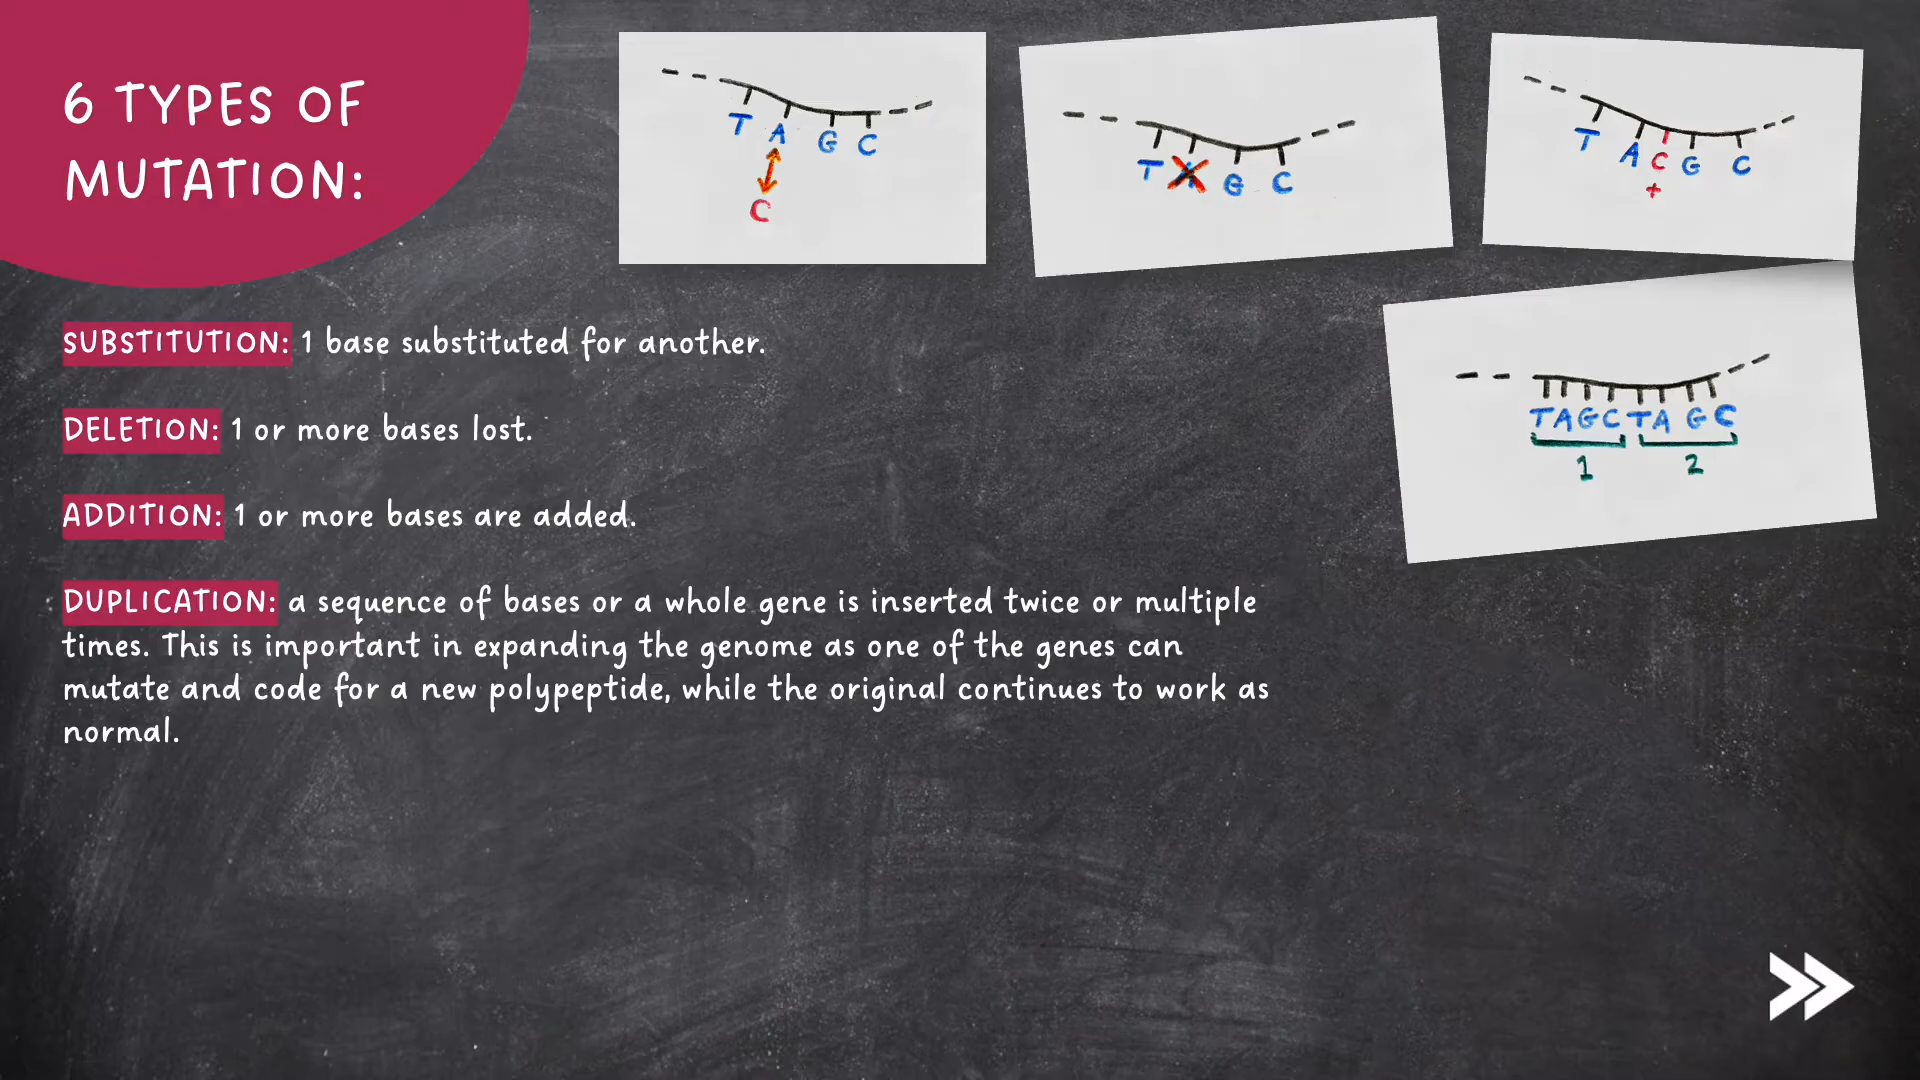 6 TYPES OF
MUTATION:
T A G C
C
T A G C
T A C G C
+
TAGCTA GC
1 2
SUBSTITUTION: 1 base substituted for another.
DELETION: 1 or more bases lost.
ADDITION: 1 or more bases are added.
DUPLICATION: a sequence of bases or a whole gene is inserted twice or multiple
times. This is important in expanding the genome as one of the genes can
mutate and code for a new polypeptide, while the original continues to work as
normal.